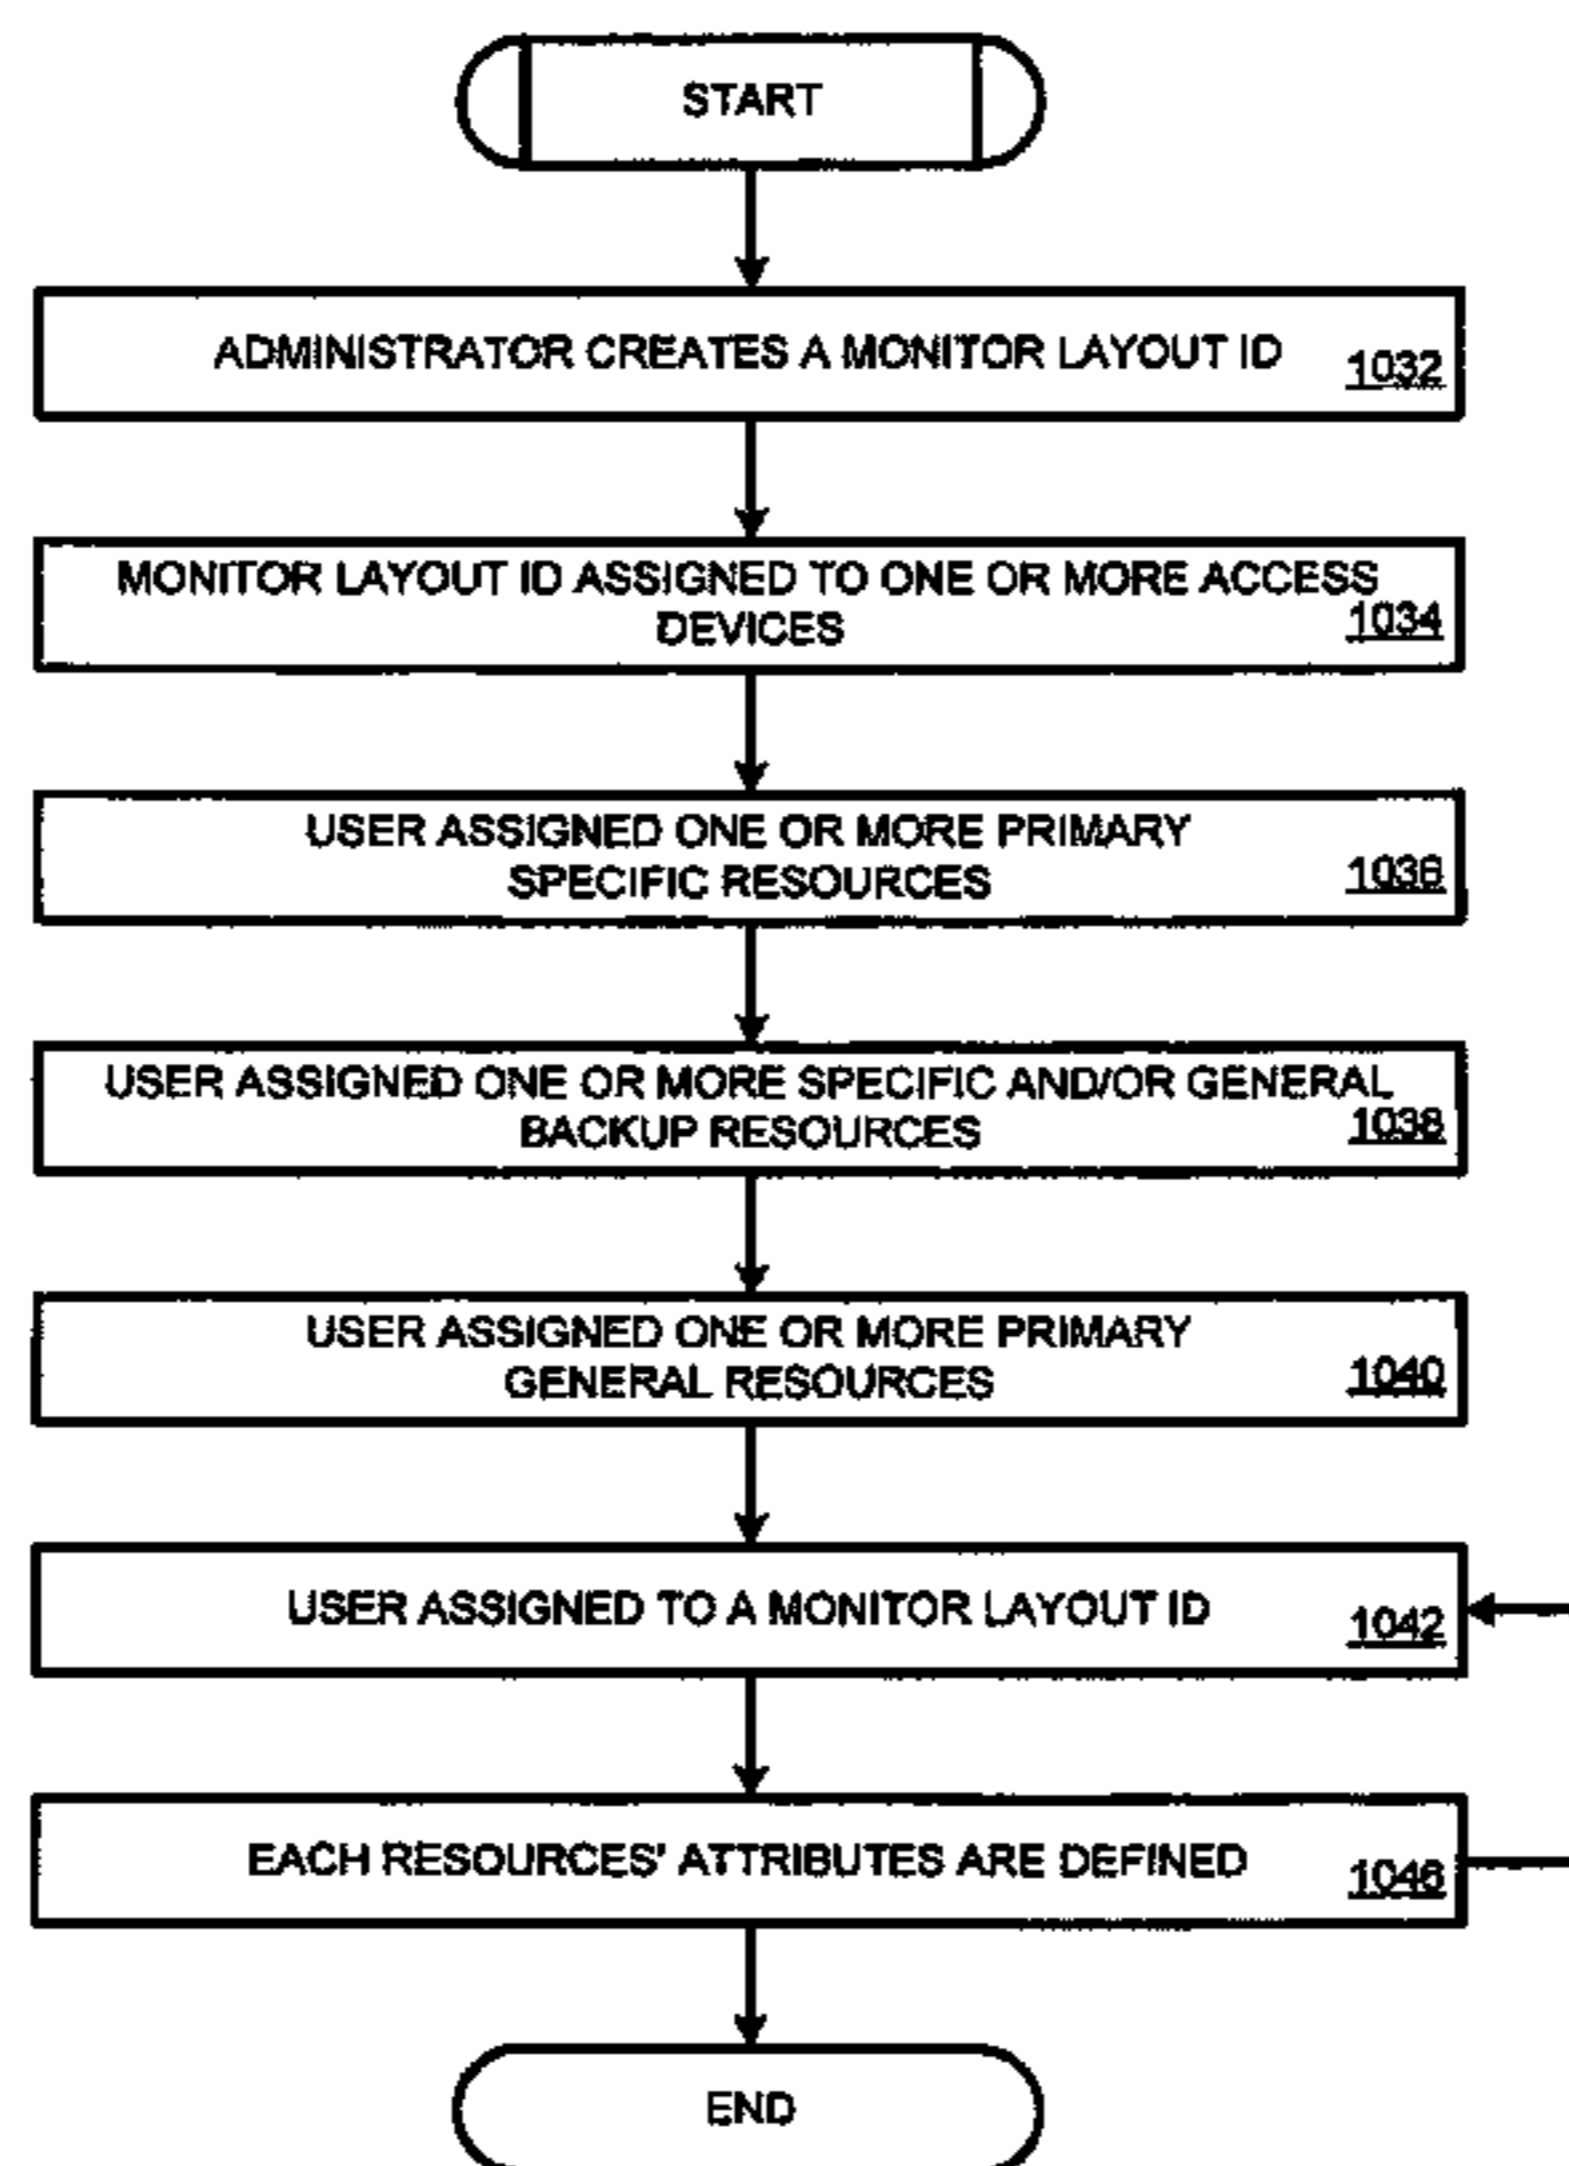 START
ADMINISTRATOR CREATES A MONITOR LAYOUT ID
1032
MONITOR LAYOUT ID ASSIGNED TO ONE OR MORE ACCESS
DEVICES
1034
USER ASSIGNED ONE OR MORE PRIMARY
SPECIFIC RESOURCES
1036
USER ASSIGNED ONE OR MORE SPECIFIC AND/OR GENERAL
BACKUP RESOURCES
1038
USER ASSIGNED ONE OR MORE PRIMARY
GENERAL RESOURCES
1040
USER ASSIGNED TO A MONITOR LAYOUT ID
1042
EACH RESOURCES' ATTRIBUTES ARE DEFINED
1046
END